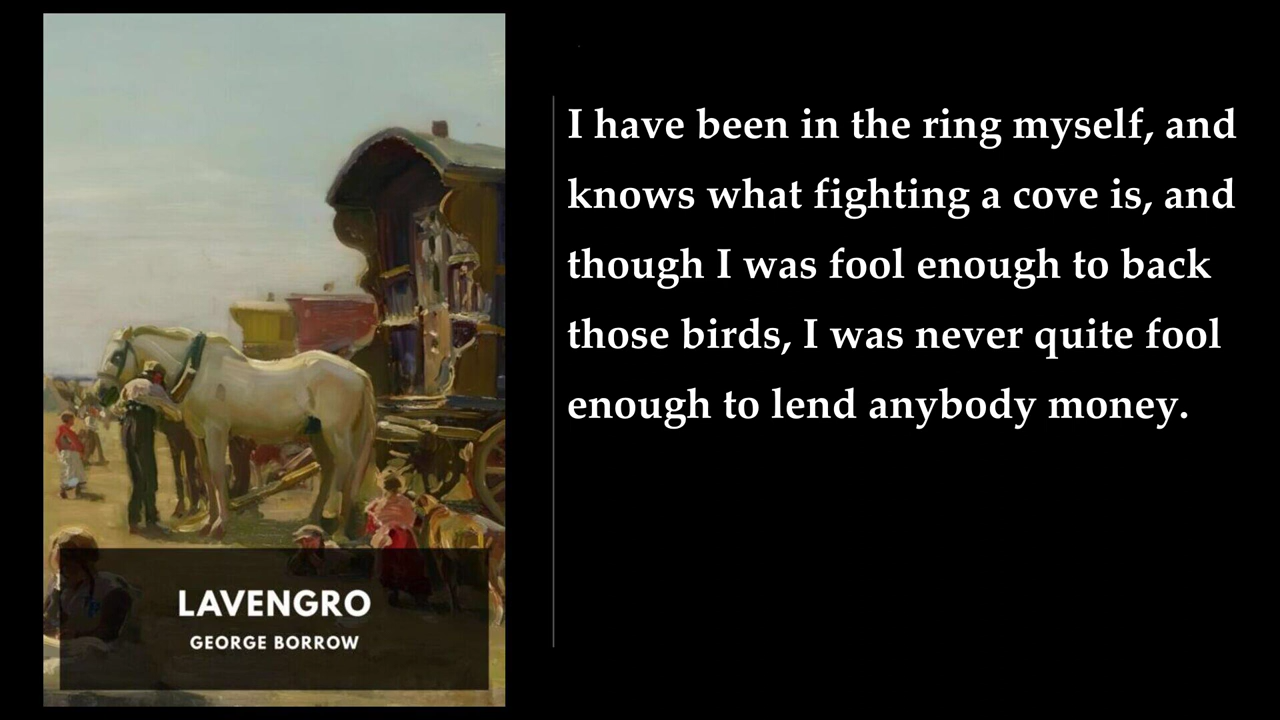 I have been in the ring myself, and
knows what fighting a cove is, and
though I was fool enough to back
those birds, I was never quite fool
enough to lend anybody money.
LAVENGRO
GEORGE BORROW